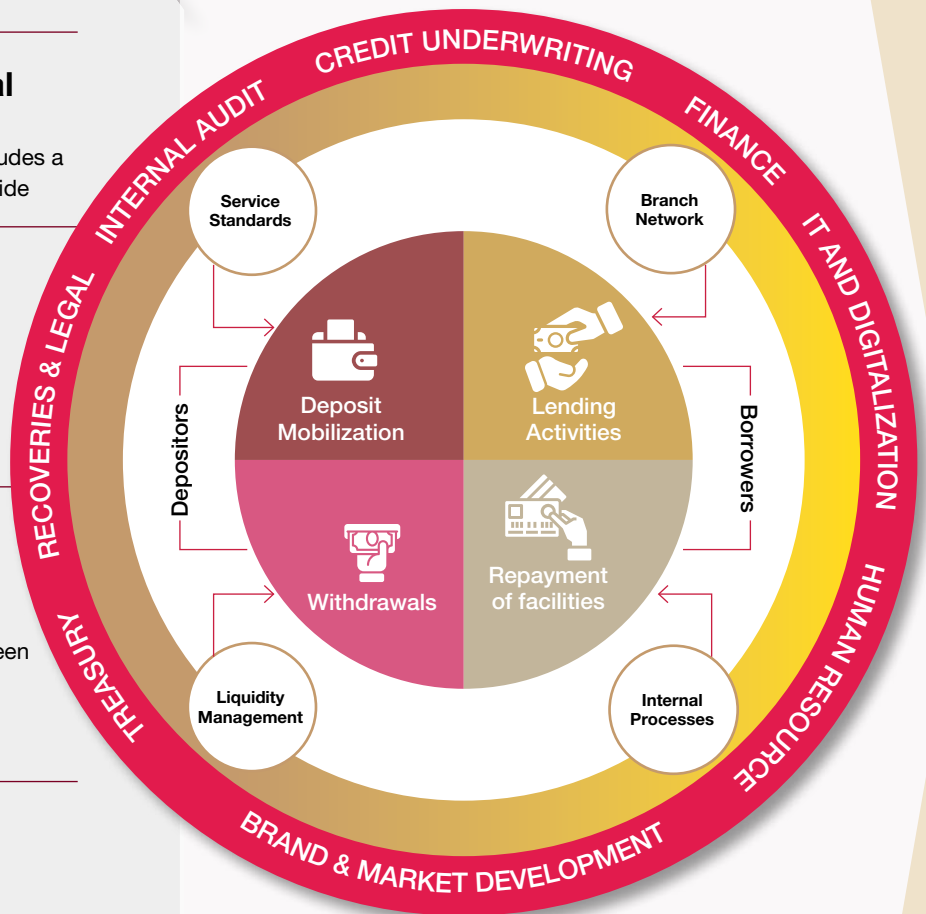 al
udes a
ide
een
CREDIT UNDERWRITING
FINANCE
IT AND DIGITALIZATION
HUMAN RESOURCE
BRAND & MARKET DEVELOPMENT
TREASURY
RECOVERIES & LEGAL
INTERNAL AUDIT
Service
Standards
Branch
Network
Deposit
Mobilization
Lending
Activities
Depositors
Borrowers
Withdrawals
Repayment
of facilities
Liquidity
Management
Internal
Processes